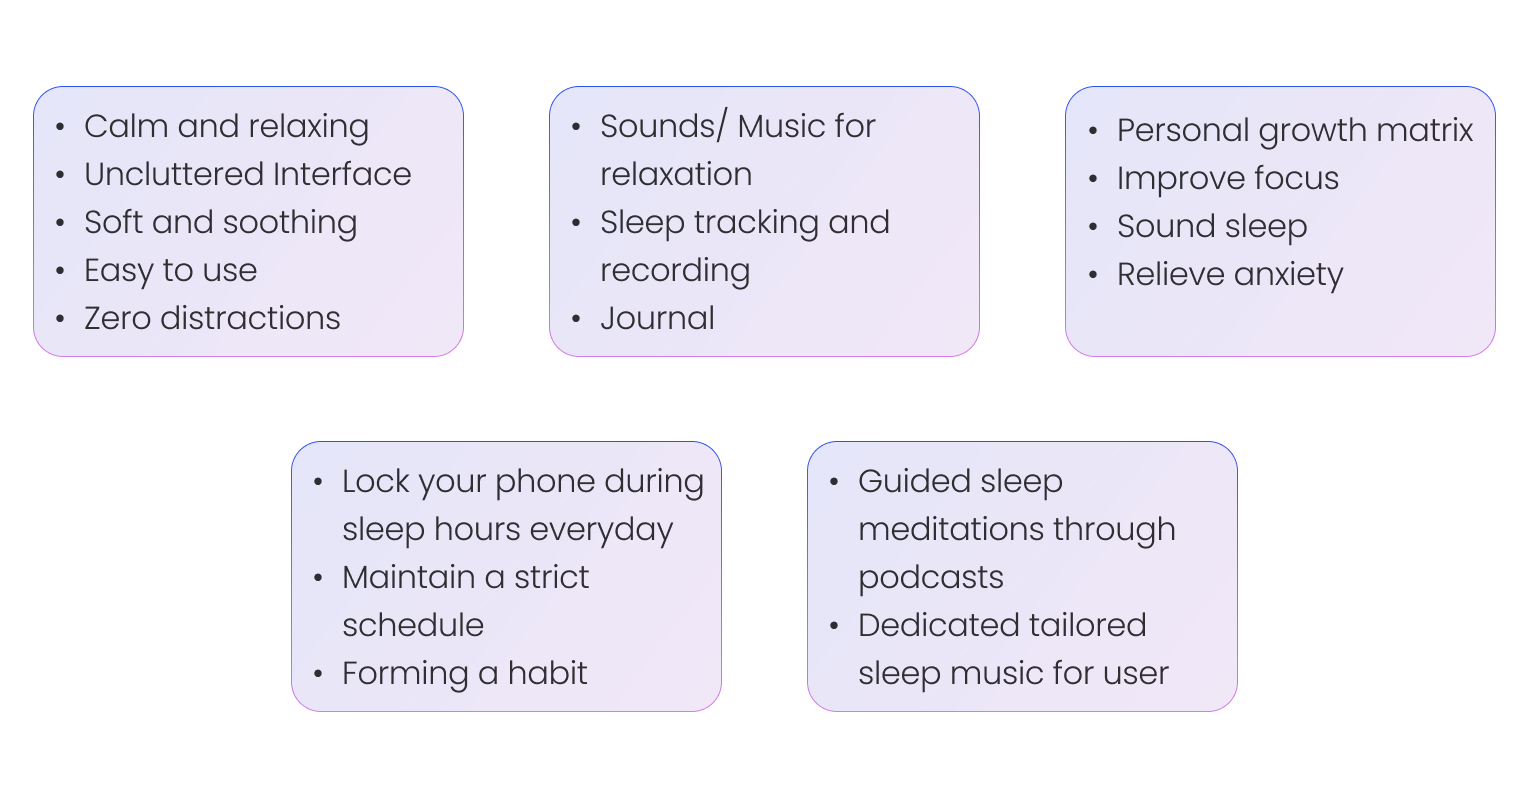 • Calm and relaxing
• Uncluttered Interface
• Soft and soothing
• Easy to use
• Zero distractions
• Sounds/ Music for
relaxation
• Sleep tracking and
recording
• Journal
• Personal growth matrix
• Improve focus
• Sound sleep
• Relieve anxiety
• Lock your phone during
sleep hours everyday
• Maintain a strict
schedule
• Forming a habit
• Guided sleep
meditations through
podcasts
• Dedicated tailored
sleep music for user